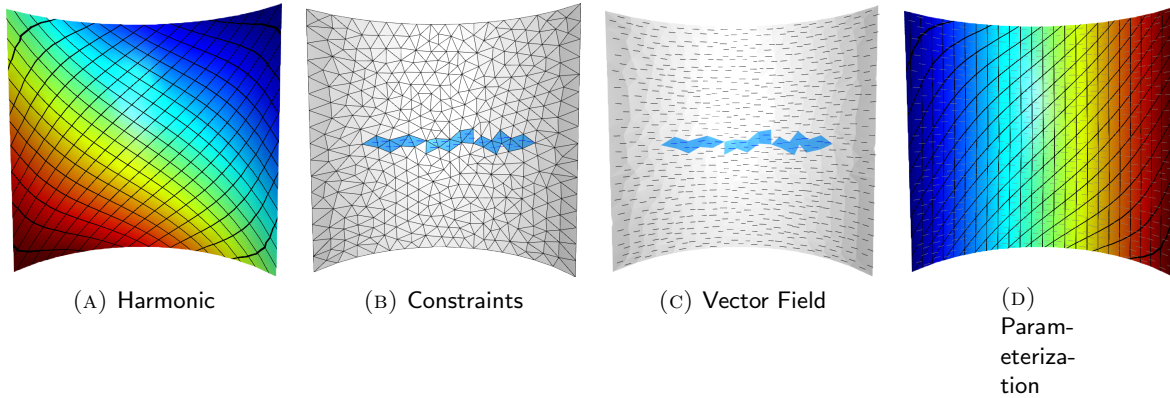 (A) Harmonic
(B) Constraints
(C) Vector Field
(D)
Param-
eteriza-
tion